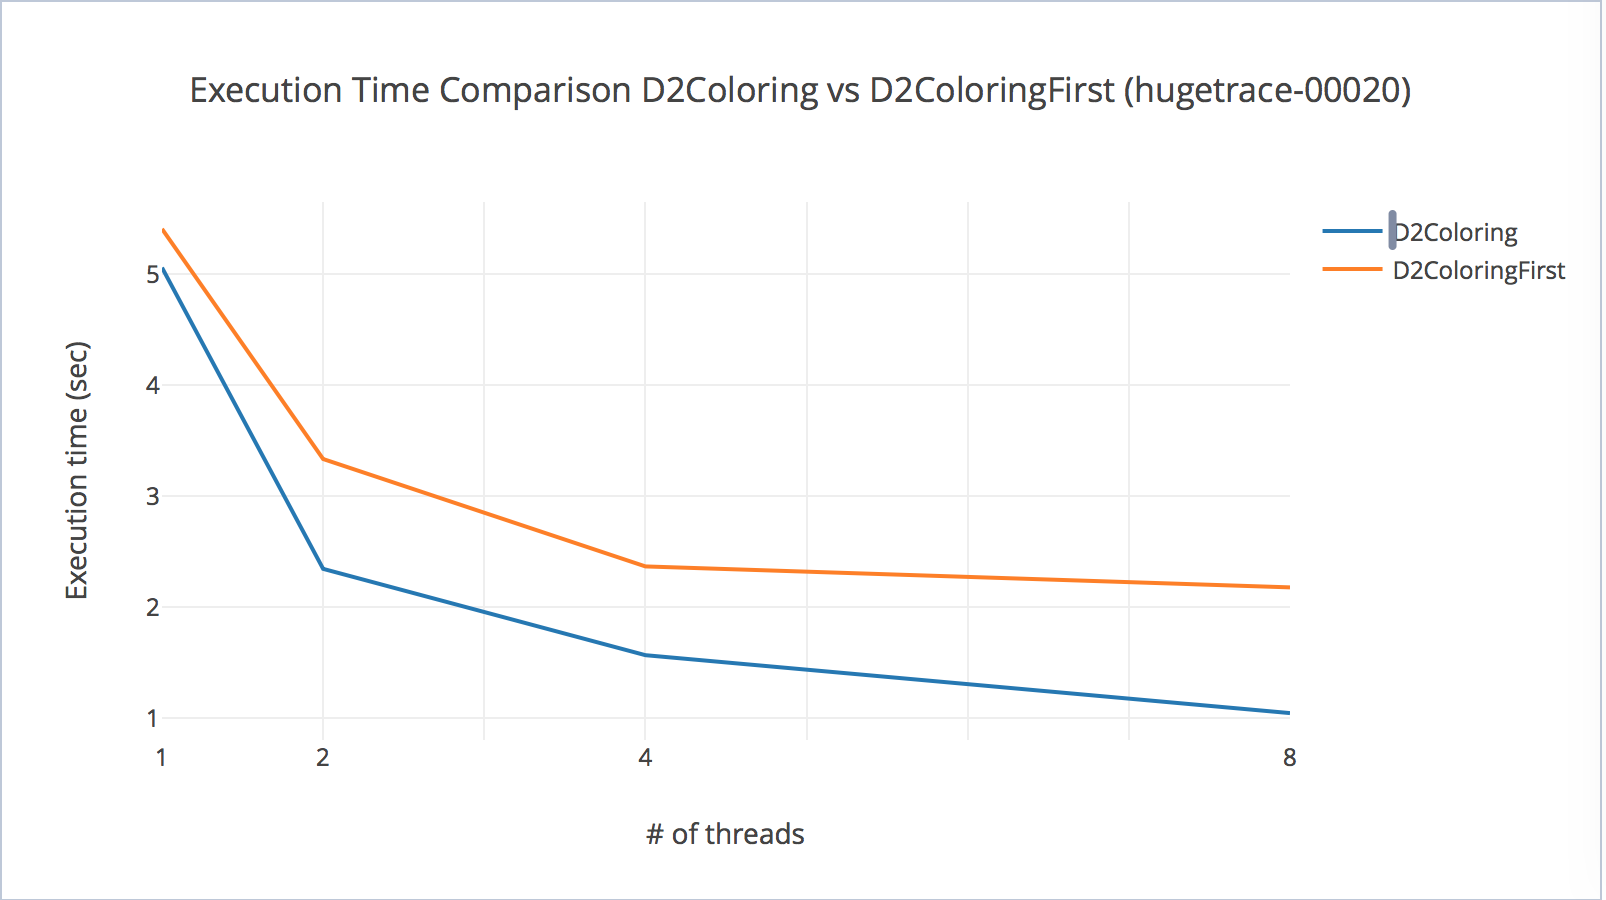 Execution Time Comparison D2Coloring vs D2ColoringFirst (hugetrace-00020)
D2Coloring
D2ColoringFirst
Execution time (sec)
5
4
3
2
1
1 2 4 8
# of threads